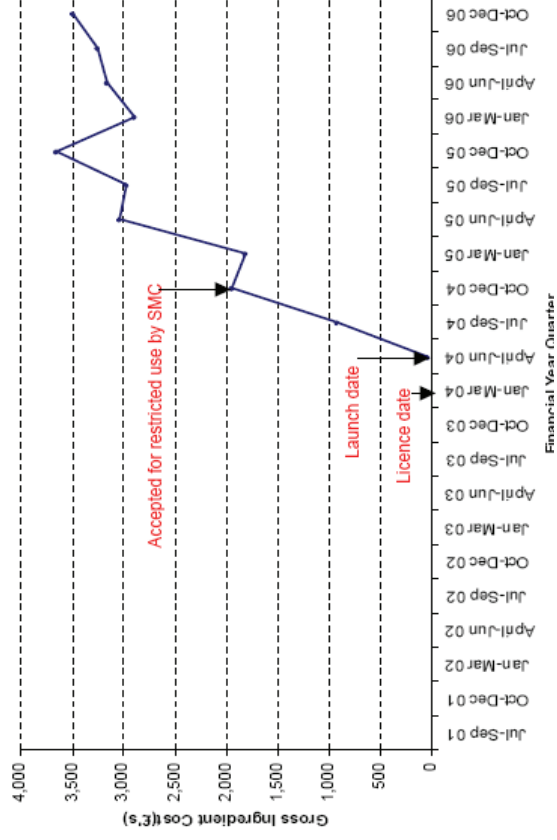 Gross Ingredient Cost(£'s)
4,000
3,500
3,000
2,500
2,000
1,500
1,000
500
0
Accepted for restricted use by SMC
Launch date
Licence date
Jul-Sep 01
Oct-Dec 01
Jan-Mar 02
April-Jun 02
Jul-Sep 02
Oct-Dec 02
Jan-Mar 03
April-Jun 03
Jul-Sep 03
Oct-Dec 03
Jan-Mar 04
April-Jun 04
Jul-Sep 04
Oct-Dec 04
Jan-Mar 05
April-Jun 05
Jul-Sep 05
Oct-Dec 05
Jan-Mar 06
April-Jun 06
Jul-Sep 06
Oct-Dec 06
Financial Year Quarter